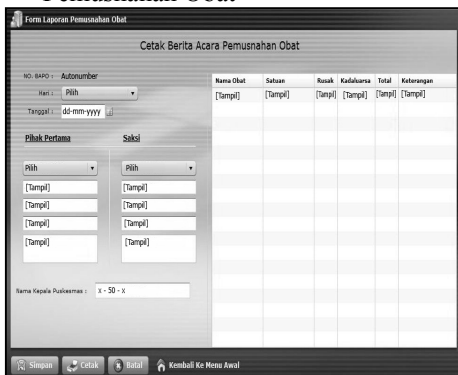 Pemusnahan Obat
Form Laporan Pemusnahan Obat
Cetak Berita Acara Pemusnahan Obat
NO. BAPO : Autonumber
Hari : Pilih
Tanggal : dd-mm-yyyy
Pihak Pertama Saksi
Pilih Pilih
[Tampil] [Tampil]
[Tampil] [Tampil]
[Tampil] [Tampil]
[Tampil] [Tampil]
Nama Kepala Puskesmas : x - 50 - x
Nama Obat Satuan Rusak Kadaluarsa Total Keterangan
[Tampil] [Tampil] [Tampil] [Tampil] [Tampil] [Tampil]
Simpan Cetak Batal Kembali Ke Menu Awal